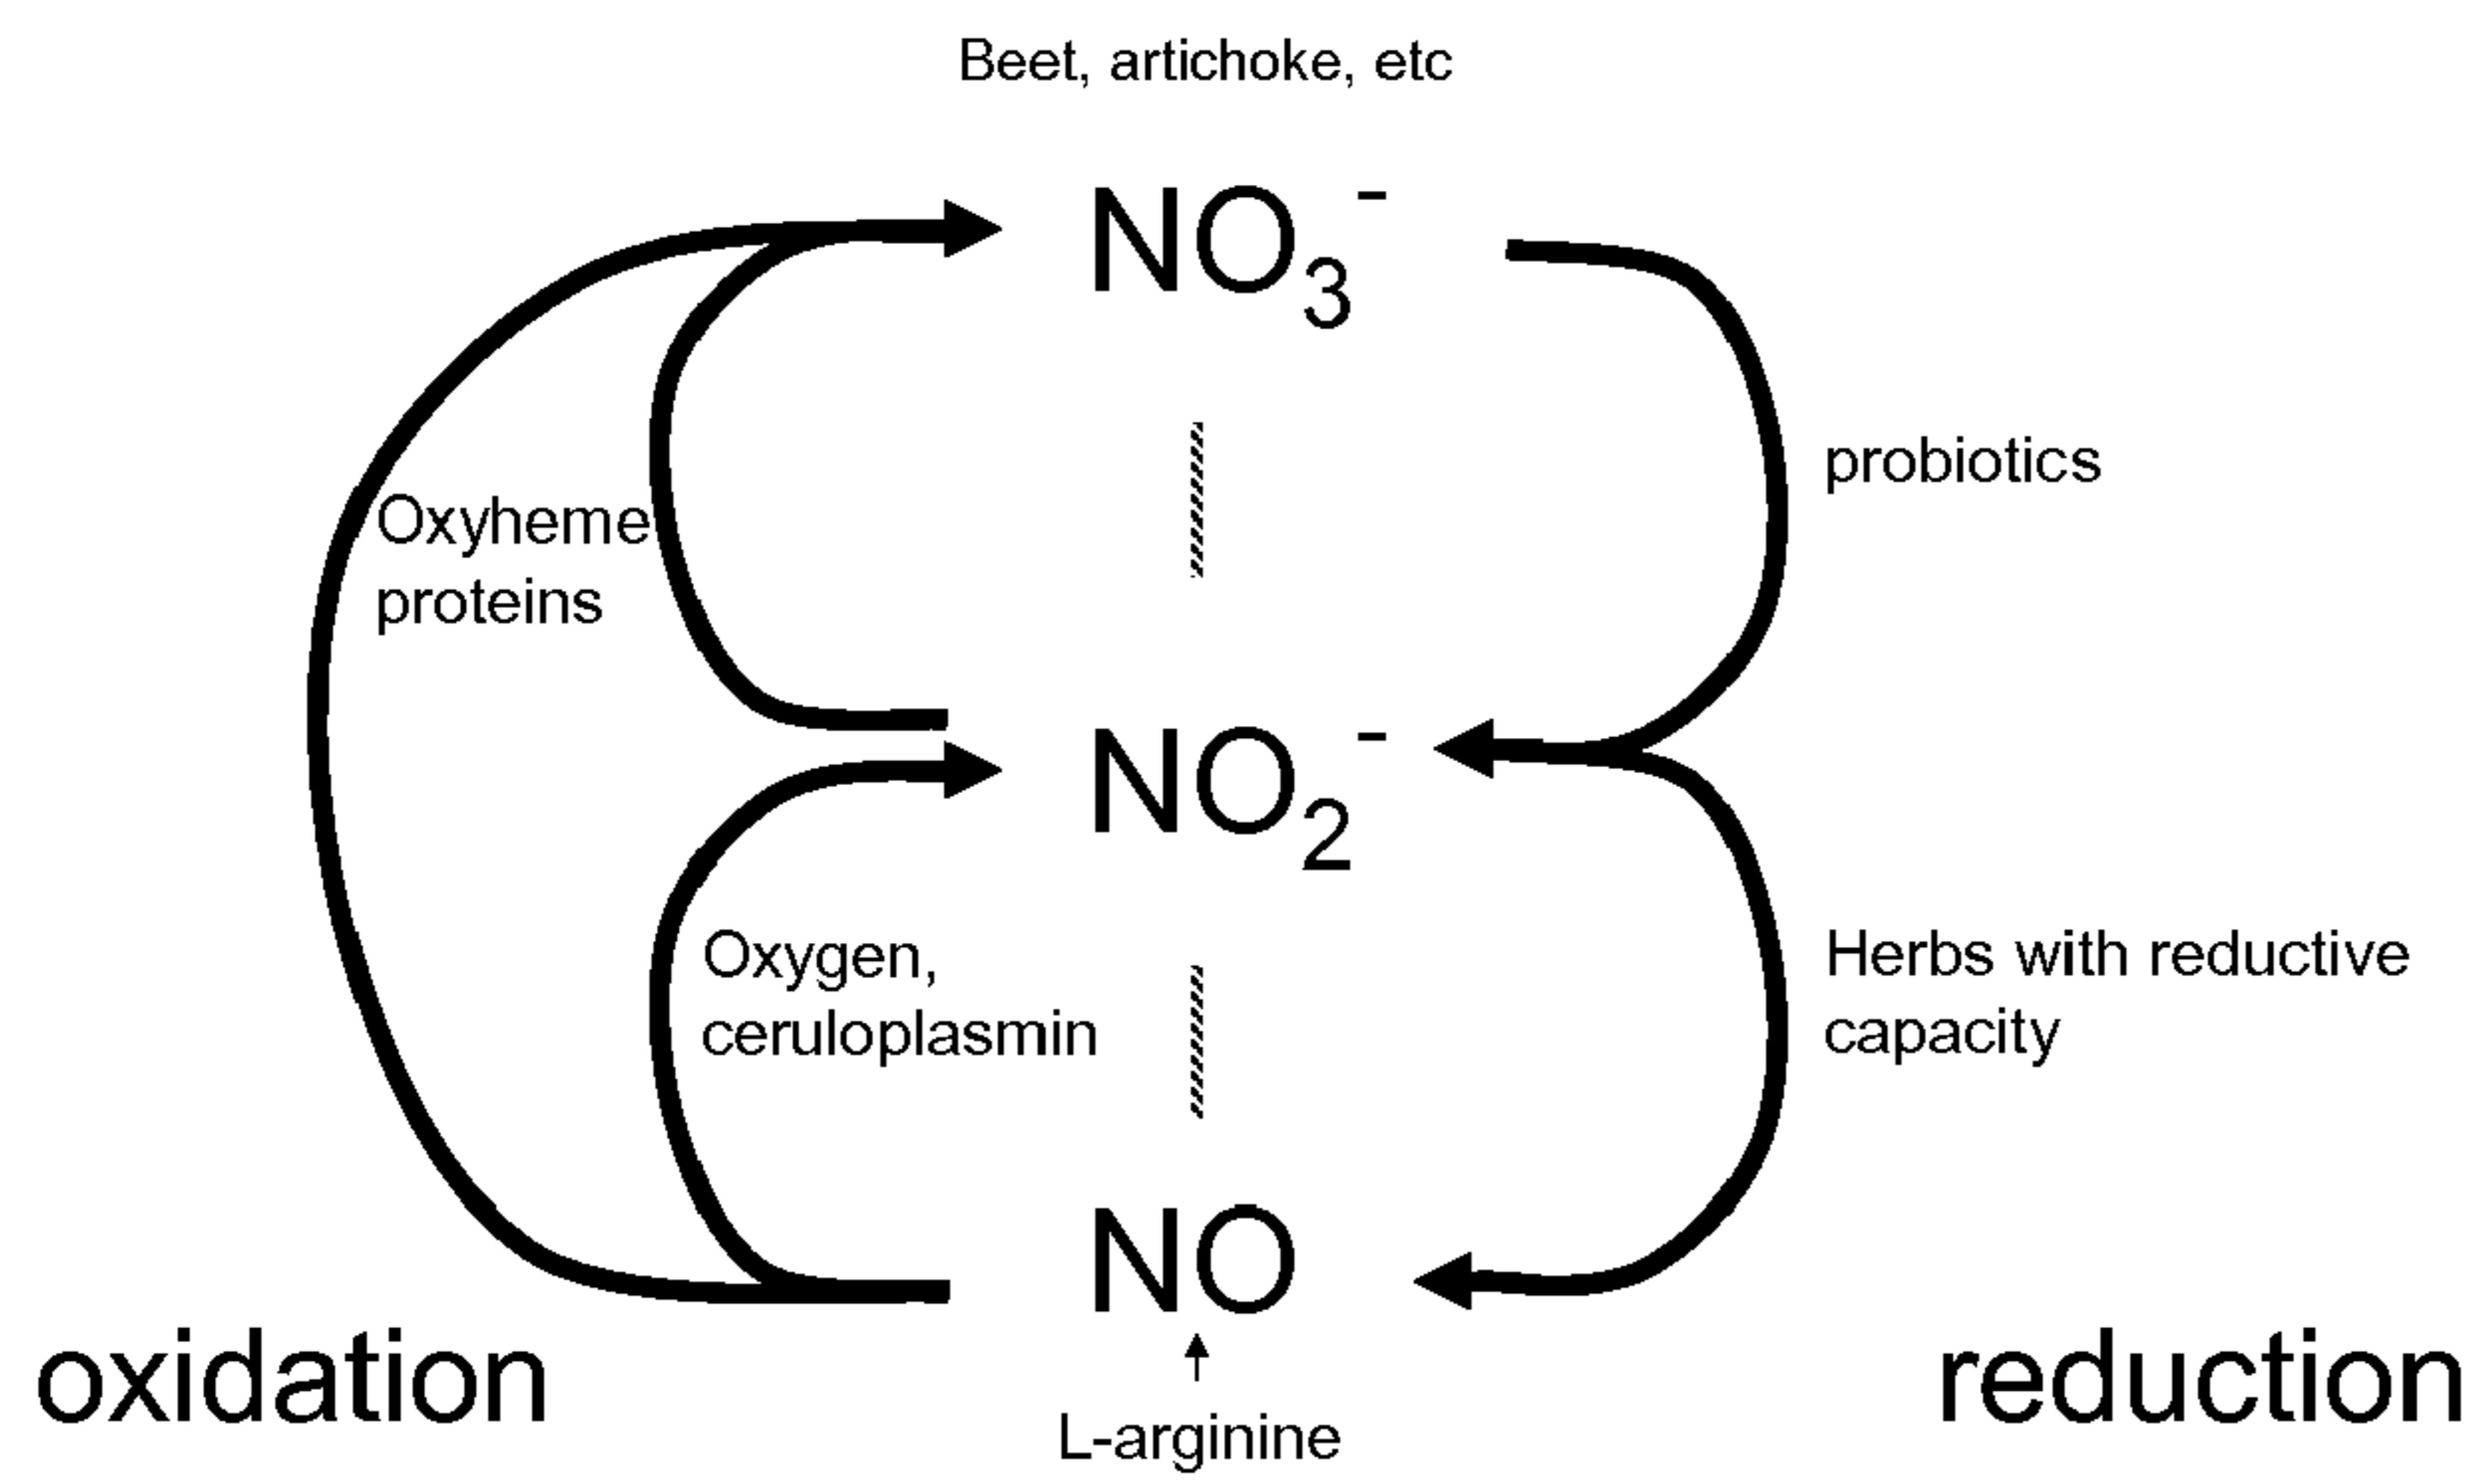 Beet, artichoke, etc
NO3-
probiotics
Oxyheme
proteins
NO2-
Oxygen,
ceruloplasmin
Herbs with reductive
capacity
NO
oxidation
reduction
L-arginine